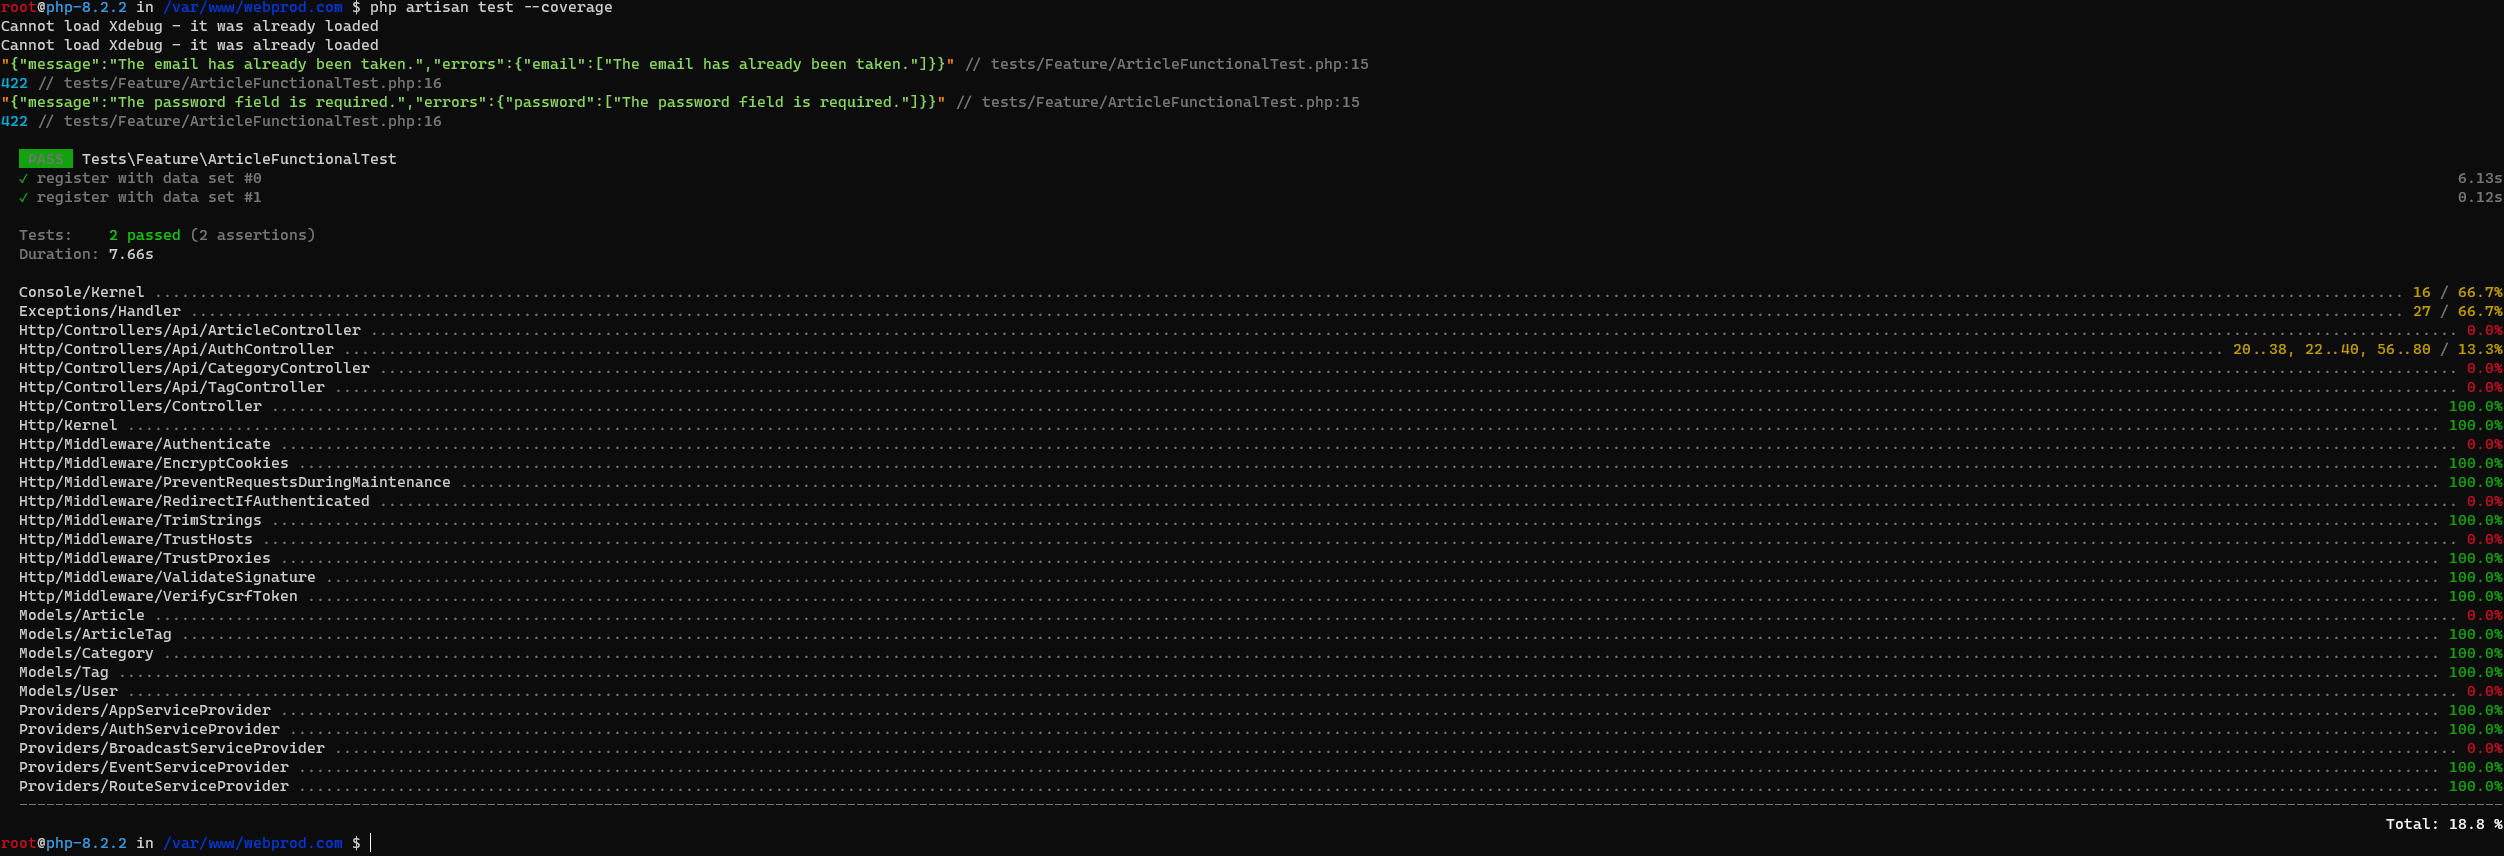 root@php-8.2.2 in /var/www/webprod.com $ php artisan test --coverage
Cannot load Xdebug - it was already loaded
Cannot load Xdebug - it was already loaded
"{"message":"The email has already been taken.","errors":{"email":["The email has already been taken."]}}" // tests/Feature/ArticleFunctionalTest.php:15
422 // tests/Feature/ArticleFunctionalTest.php:16
"{"message":"The password field is required.","errors":{"password":["The password field is required."]}}" // tests/Feature/ArticleFunctionalTest.php:15
422 // tests/Feature/ArticleFunctionalTest.php:16
PASS Tests\Feature\ArticleFunctionalTest
✓ register with data set #0 6.13s
✓ register with data set #1 0.12s
Tests: 2 passed (2 assertions)
Duration: 7.66s
Console/Kernel ... 16 / 66.7%
Exceptions/Handler ... 27 / 66.7%
Http/Controllers/Api/ArticleController ... 0.0%
Http/Controllers/Api/AuthController ... 20..38, 22..40, 56..80 / 13.3%
Http/Controllers/Api/CategoryController ... 0.0%
Http/Controllers/Api/TagController ... 0.0%
Http/Controllers/Controller ... 100.0%
Http/Kernel ... 100.0%
Http/Middleware/Authenticate ... 0.0%
Http/Middleware/EncryptCookies ... 100.0%
Http/Middleware/PreventRequestsDuringMaintenance ... 100.0%
Http/Middleware/RedirectIfAuthenticated ... 0.0%
Http/Middleware/TrimStrings ... 100.0%
Http/Middleware/TrustHosts ... 0.0%
Http/Middleware/TrustProxies ... 100.0%
Http/Middleware/ValidateSignature ... 100.0%
Http/Middleware/VerifyCsrfToken ... 100.0%
Models/Article ... 0.0%
Models/ArticleTag ... 100.0%
Models/Category ... 100.0%
Models/Tag ... 100.0%
Models/User ... 0.0%
Providers/AppServiceProvider ... 100.0%
Providers/AuthServiceProvider ... 100.0%
Providers/BroadcastServiceProvider ... 0.0%
Providers/EventServiceProvider ... 100.0%
Providers/RouteServiceProvider ... 100.0%
Total: 18.8 %
root@php-8.2.2 in /var/www/webprod.com $